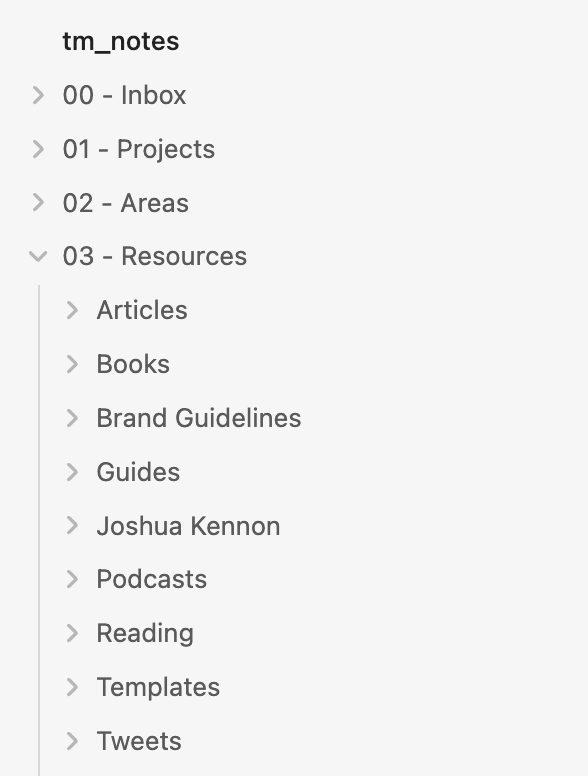 tm_notes
00 - Inbox
01 - Projects
02 - Areas
03 - Resources
Articles
Books
Brand Guidelines
Guides
Joshua Kennon
Podcasts
Reading
Templates
Tweets